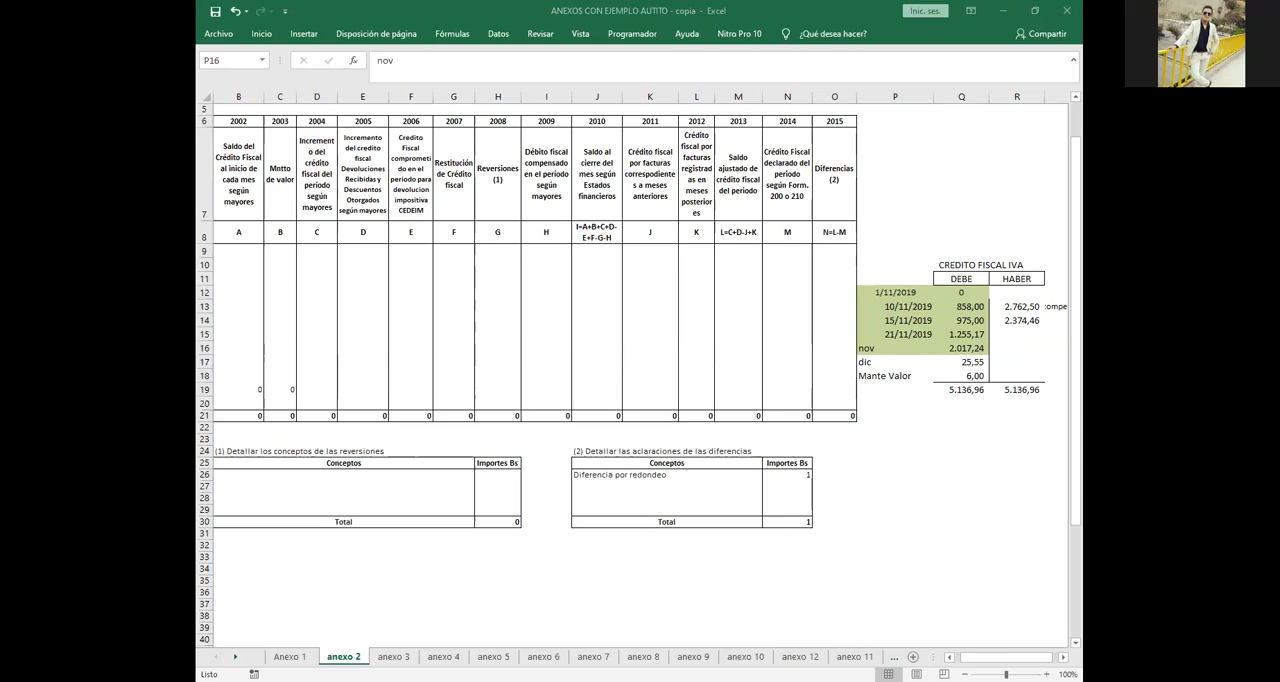 ANEXOS CON EJEMPLO AUTITO - copia - Excel
Inic. ses.
Archivo Inicio Insertar Disposición de página Fórmulas Datos Revisar Vista Programador Ayuda Nitro Pro 10 ¿Qué desea hacer? Compartir
P16 fx nov
B C D E F G H I J K L M N O P Q R
5
6 2002 2003 2004 2005 2006 2007 2008 2009 2010 2011 2012 2013 2014 2015
Saldo del
Crédito Fiscal
al inicio de
cada mes
según
mayores
Mntto
de valor
Increment
o del
crédito
fiscal del
período
según
mayores
Incremento
del credito
fiscal
Devoluciones
Recibidas y
Descuentos
Otorgados
según mayores
Credito
Fiscal
comprometi
do en el
periodo para
devolucion
impositiva
CEDEIM
Restitución
de Crédito
fiscal
Reversiones
(1)
Débito fiscal
compensado
en el período
según
mayores
Saldo al
cierre del
mes según
Estados
financieros
Crédito
fiscal por
facturas
correspodiente
s a meses
anteriores
Crédito
fiscal por
facturas
registrad
as en
meses
posterior
es
Saldo
ajustado de
crédito fiscal
del periodo
Crédito Fiscal
declarado del
periodo
según Form.
200 o 210
Diferencias
(2)
7
8 A B C D E F G H I=A+B+C+D-
E+F-G-H J K L=C+D-J+K M N=L-M
9
10 CREDITO FISCAL IVA
11 DEBE HABER
12 1/11/2019 0
13 10/11/2019 858,00 2.762,50 :ompe
14 15/11/2019 975,00 2.374,46
15 21/11/2019 1.255,17
16 nov 2.017,24
17 dic 25,55
18 Mante Valor 6,00
19 0 0 5.136,96 5.136,96
20
21 0 0 0 0 0 0 0 0 0 0 0 0 0 0
22
23
24 (1) Detallar los conceptos de las reversiones (2) Detallar las aclaraciones de las diferencias
25 Conceptos Importes Bs Conceptos Importes Bs
26 Diferencia por redondeo 1
27
28
29
30 Total 0 Total 1
31
32
33
34
35
36
37
38
39
40
Anexo 1 anexo 2 anexo 3 anexo 4 anexo 5 anexo 6 anexo 7 anexo 8 anexo 9 anexo 10 anexo 12 anexo 11 ...
Listo 100%